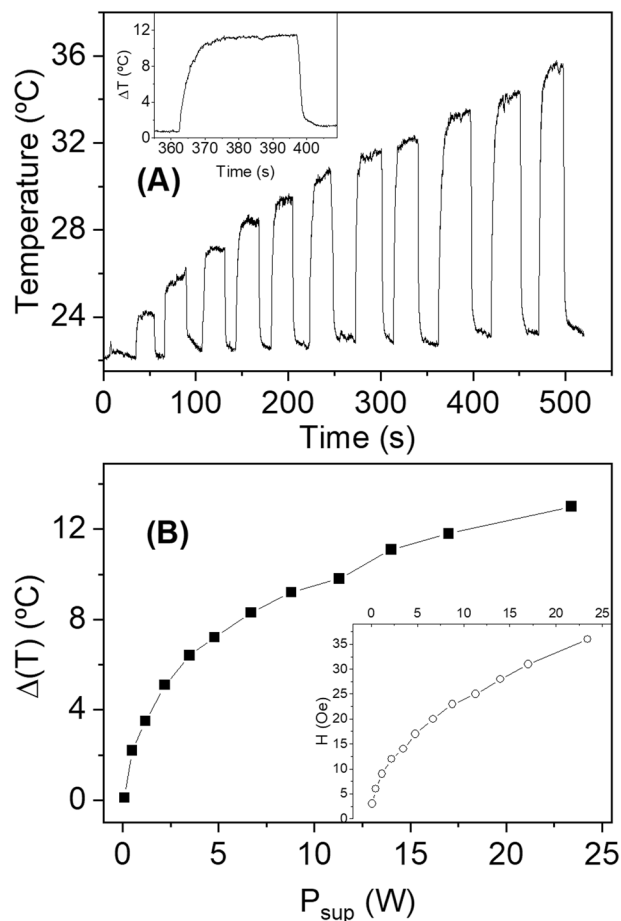 12
8
4
0
ΔT (ºC)
360 370 380 390 400
Time (s)
36
32
28
24
Temperature (ºC)
(A)
0 100 200 300 400 500
Time (s)
12
8
4
0
Δ(T) (ºC)
(B)
0 5 10 15 20 25
35
30
25
20
15
10
5
0
H (Oe)
0 5 10 15 20 25
Psup (W)